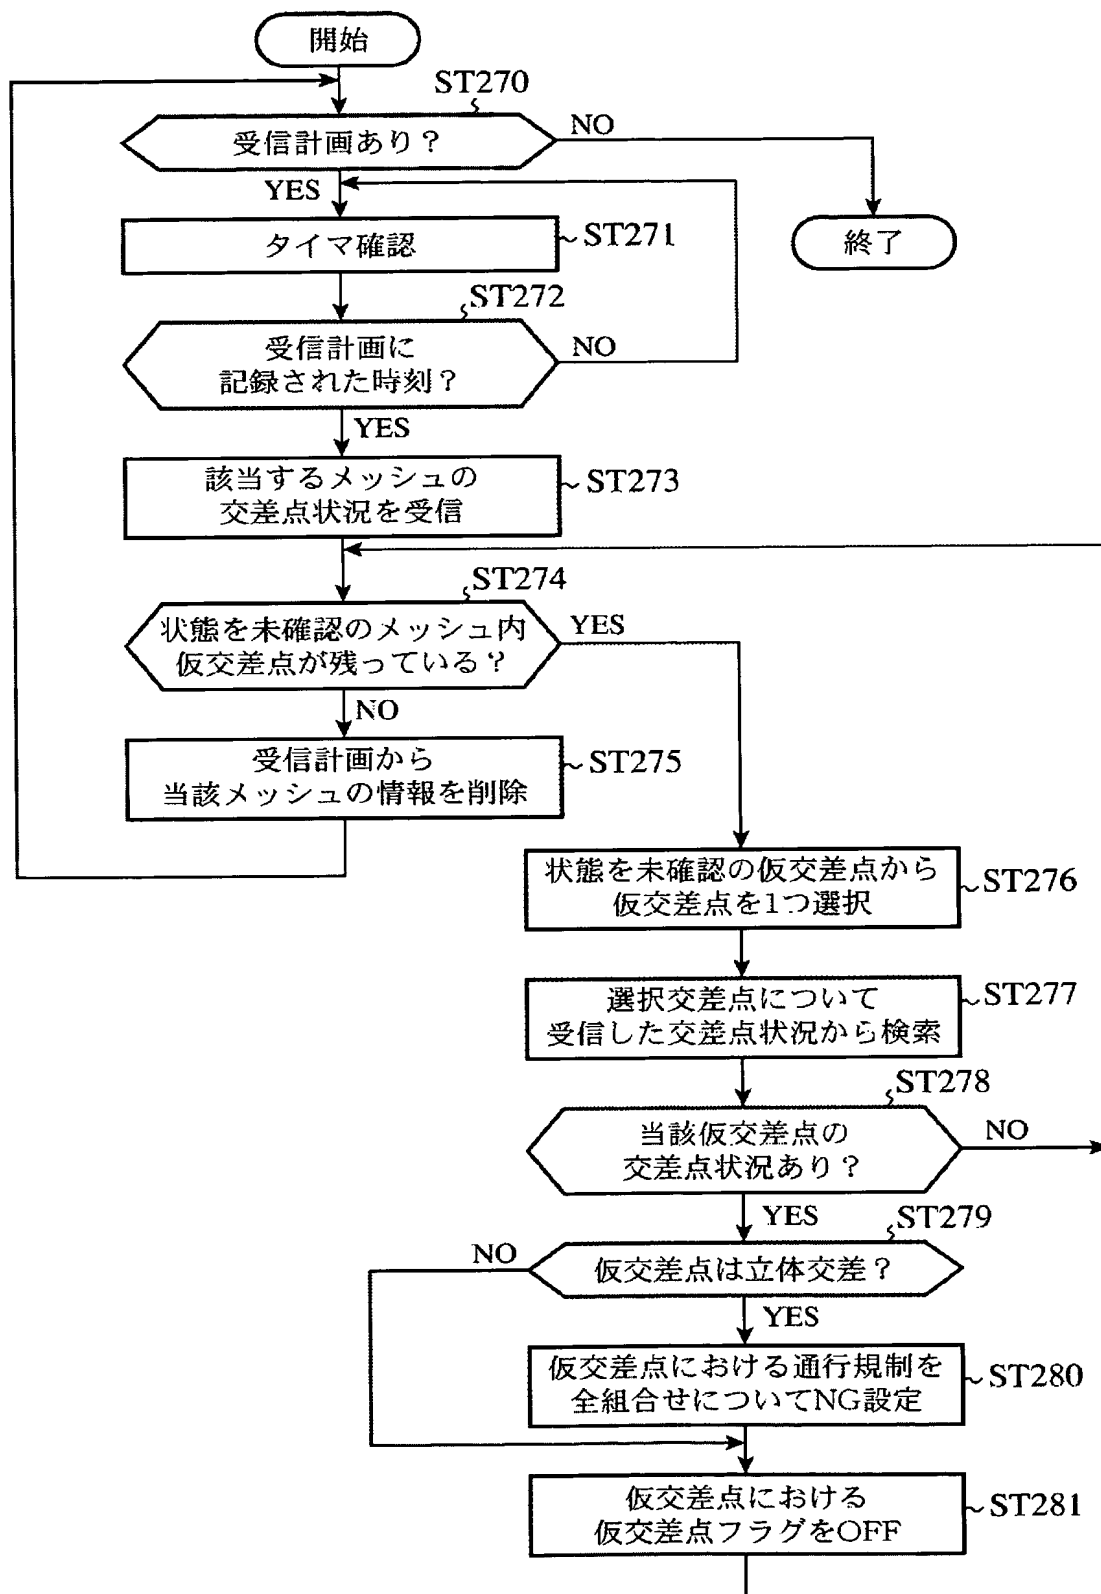 開始
ST270
受信計画あり?
NO
YES
タイマ確認
ST271
終了
ST272
受信計画に
記録された時刻?
NO
YES
該当するメッシュの
交差点状況を受信
ST273
ST274
状態を未確認のメッシュ内
仮交差点が残っている?
YES
NO
受信計画から
当該メッシュの情報を削除
ST275
状態を未確認の仮交差点から
仮交差点を1つ選択
ST276
選択交差点について
受信した交差点状況から検索
ST277
ST278
当該仮交差点の
交差点状況あり?
NO
YES
ST279
仮交差点は立体交差?
NO
YES
仮交差点における通行規制を
全組合せについてNG設定
ST280
仮交差点における
仮交差点フラグをOFF
ST281